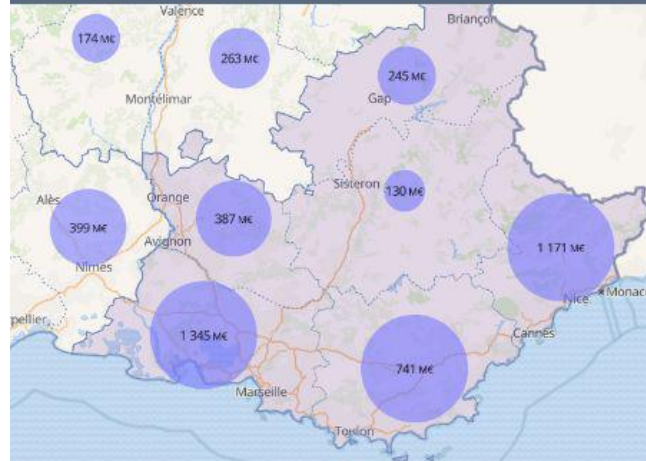 Valence
Briançon
174 M€
263 M€
245 M€
Gap
Montélimar
Sisteron
130 M€
Alès
Orange
387 M€
399 M€
Avignon
1 171 M€
Nîmes
Nice
Monac
pellier
1 345 M€
Cannes
741 M€
Marseille
Toulon